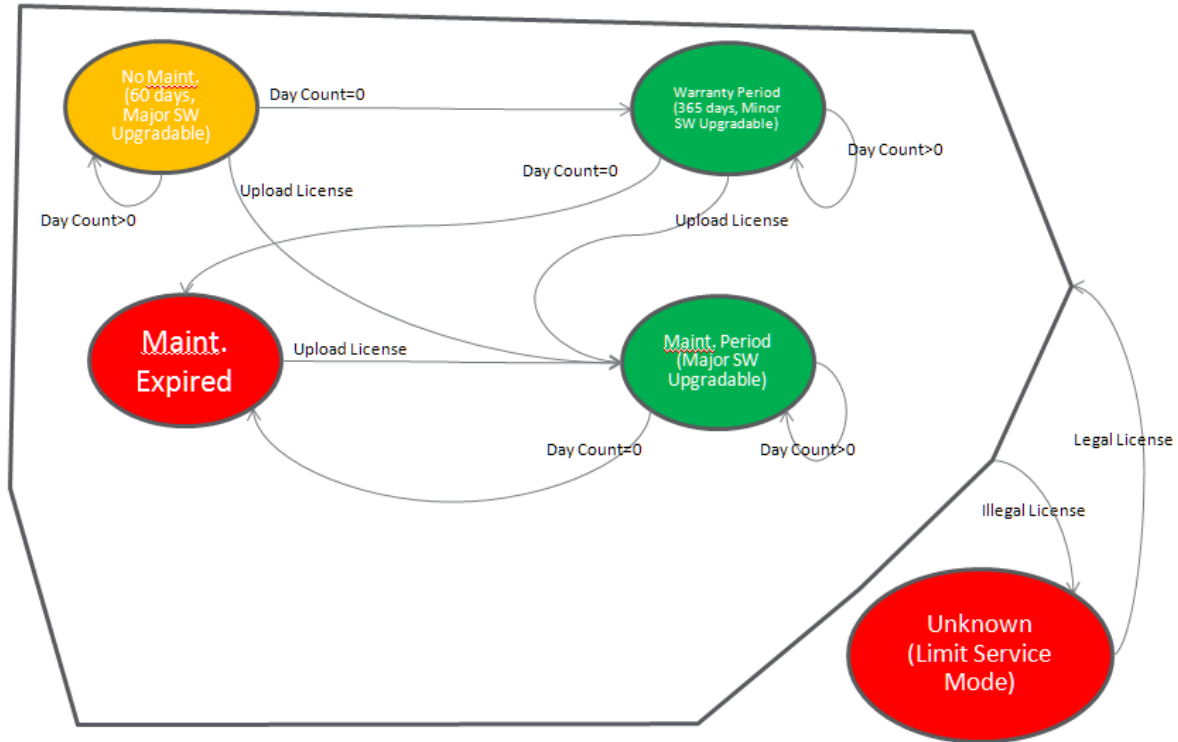 No Maint.
(60 days,
Major SW
Upgradable)
Day Count=0
Warranty Period
(365 days, Minor
SW Upgradable)
Day Count>0
Day Count=0
Upload License
Day Count>0
Upload License
Maint.
Expired
Upload License
Maint. Period
(Major SW
Upgradable)
Day Count=0
Day Count>0
Legal License
Illegal License
Unknown
(Limit Service
Mode)